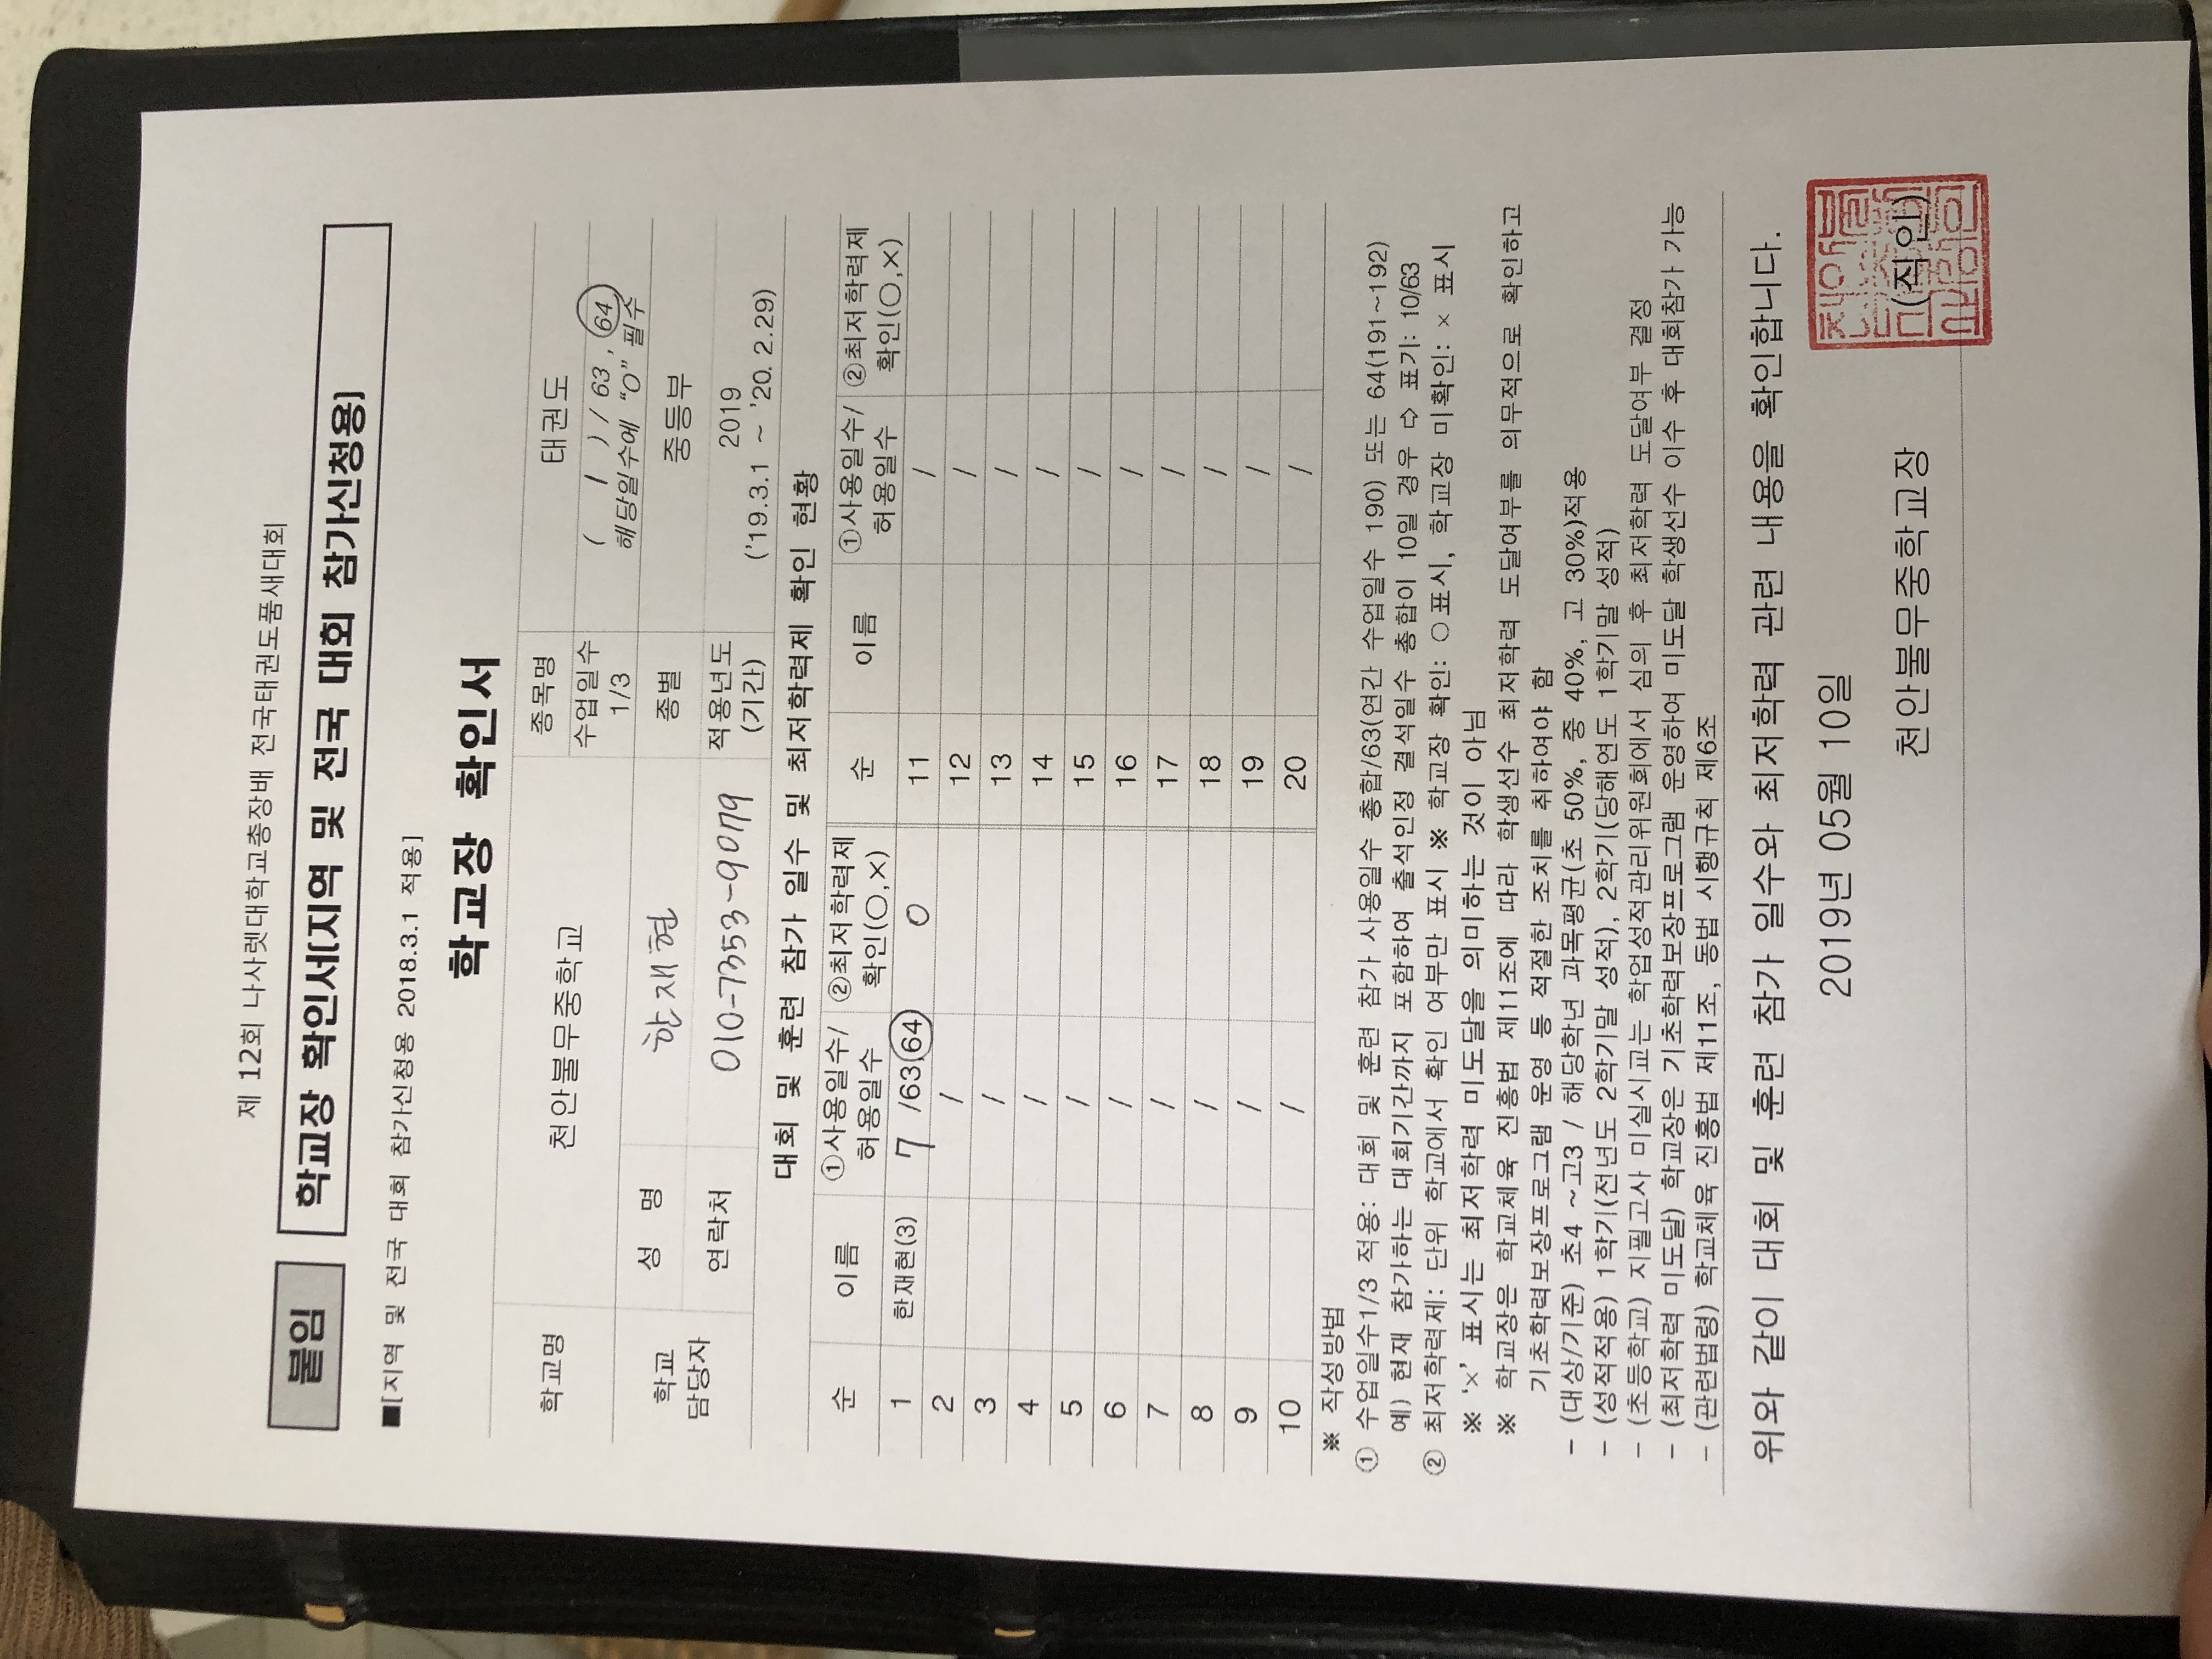 제 12회 나사렛대학교총장배 전국태권도품새대회
붙임 학교장 확인서[지역 및 전국 대회 참가신청용]
■[지역 및 전국 대회 참가신청용 2018.3.1 적용]
학교장 확인서
학교명 천안불무중학교 종목명 태권도
수업일수 1/3 ( 1 ) / 63 , 64
해당일수에 "O" 필수
학교 담당자 성 명 한재현 종별 중등부
연락처 010-7353-9079 적용년도 (기간) 2019
('19.3.1 ~ '20.2.29)
대회 및 훈련 참가 일수 및 최저학력제 확인 현황
순 이름 ①사용일수/허용일수 ②최저학력제 확인(○,×) 순 이름 ①사용일수/허용일수 ②최저학력제 확인(○,×)
1 한재현(3) 7 /63 64 O 11 /
2 / 12 /
3 / 13 /
4 / 14 /
5 / 15 /
6 / 16 /
7 / 17 /
8 / 18 /
9 / 19 /
10 / 20 /
※ 작성방법
① 수업일수1/3 적용: 대회 및 훈련 참가 사용일수 총합/63(연간 수업일수 190) 또는 64(191~192)
예) 현재 참가하는 대회기간까지 포함하여 출석인정 결석일수 총합이 10일 경우 ⇨ 표기: 10/63
② 최저학력제: 단위 학교에서 확인 여부만 표시 ※ 학교장 확인: ○표시, 학교장 미확인: × 표시
※ '×' 표시는 최저학력 미도달을 의미하는 것이 아님
※ 학교장은 학교체육 진흥법 제11조에 따라 학생선수 최저학력 도달여부를 의무적으로 확인하고
기초학력보장프로그램 운영 등 적절한 조치를 취하여야 함
- (대상/기준) 초4 ~고3 / 해당학년 과목평균(초 50%, 중 40%, 고 30%)적용
- (성적적용) 1학기(전년도 2학기말 성적), 2학기(당해연도 1학기말 성적)
- (초등학교) 지필고사 미실시교는 학업성적관리위원회에서 심의 후 최저학력 도달여부 결정
- (최저학력 미도달) 학교장은 기초학력보장프로그램 운영하여 미도달 학생선수 이수 후 대회참가 가능
- (관련법령) 학교체육 진흥법 제11조, 동법 시행규칙 제6조
위와 같이 대회 및 훈련 참가 일수와 최저학력 관련 내용을 확인합니다.
2019년 05월 10일
천안불무중학교장 (직인)